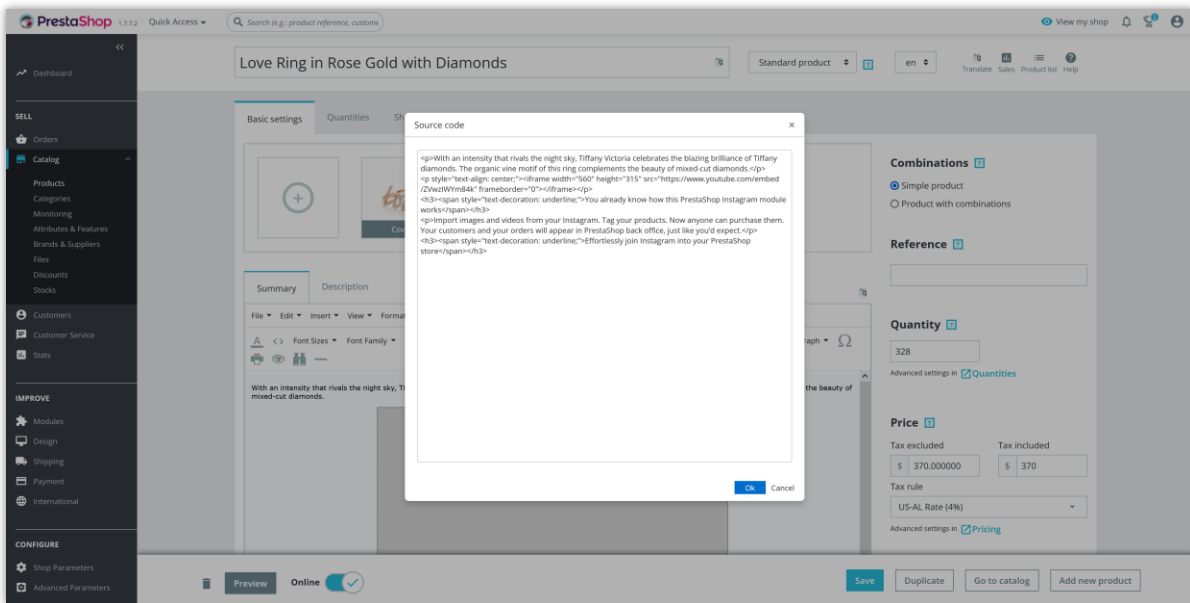 PrestaShop 1.7.7.2 Quick Access Search (e.g.: product reference, custome View my shop
Love Ring in Rose Gold with Diamonds Standard product en Translate Sales Product list Help
Dashboard
SELL
Orders
Catalog
Products
Categories
Monitoring
Attributes & Features
Brands & Suppliers
Files
Discounts
Stocks
Customers
Customer Service
Stats
IMPROVE
Modules
Design
Shipping
Payment
International
CONFIGURE
Shop Parameters
Advanced Parameters
Basic settings Quantities Sh
Cov
Summary Description
File Edit Insert View Forma
A <> Font Sizes Font Family raph Ω
With an intensity that rivals the night sky, Ti the beauty of
mixed-cut diamonds.
Source code ×
<p>With an intensity that rivals the night sky, Tiffany Victoria celebrates the blazing brilliance of Tiffany
diamonds. The organic vine motif of this ring complements the beauty of mixed-cut diamonds.</p>
<p style="text-align: center;"><iframe width="560" height="315" src="https://www.youtube.com/embed
/ZVwzIWYm84k" frameborder="0"></iframe></p>
<h3><span style="text-decoration: underline;">You already know how this PrestaShop Instagram module
works</span></h3>
<p>Import images and videos from your Instagram. Tag your products. Now anyone can purchase them.
Your customers and your orders will appear in PrestaShop back office, just like you'd expect.</p>
<h3><span style="text-decoration: underline;">Effortlessly join Instagram into your PrestaShop
store</span></h3>
Ok Cancel
Combinations ?
Simple product
Product with combinations
Reference ?
Quantity ?
328
Advanced settings in Quantities
Price ?
Tax excluded Tax included
$ 370.000000 $ 370
Tax rule
US-AL Rate (4%)
Advanced settings in Pricing
Preview Online Save Duplicate Go to catalog Add new product